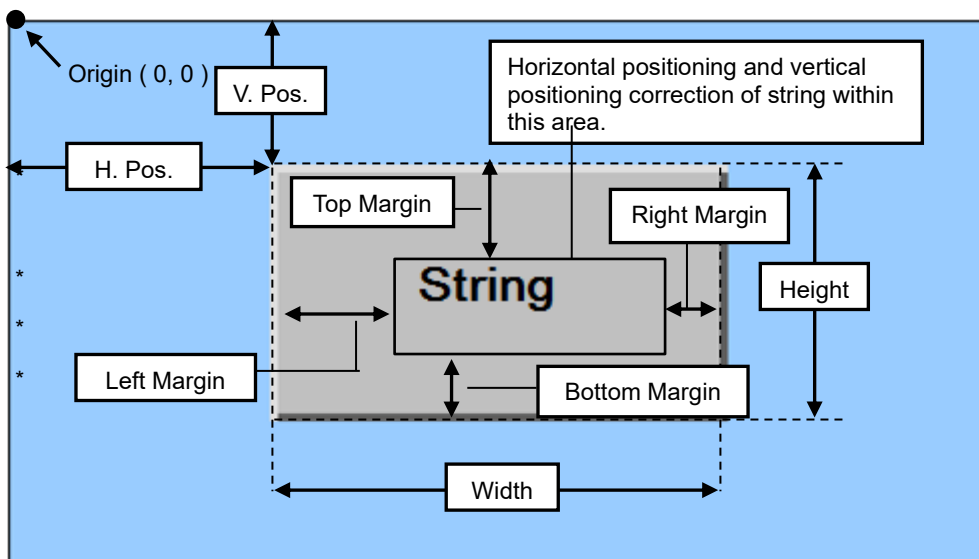 Origin ( 0, 0 )
V. Pos.
Horizontal positioning and vertical
positioning correction of string within
this area.
H. Pos.
*
Top Margin
Right Margin
*
String
Height
*
*
Left Margin
Bottom Margin
Width